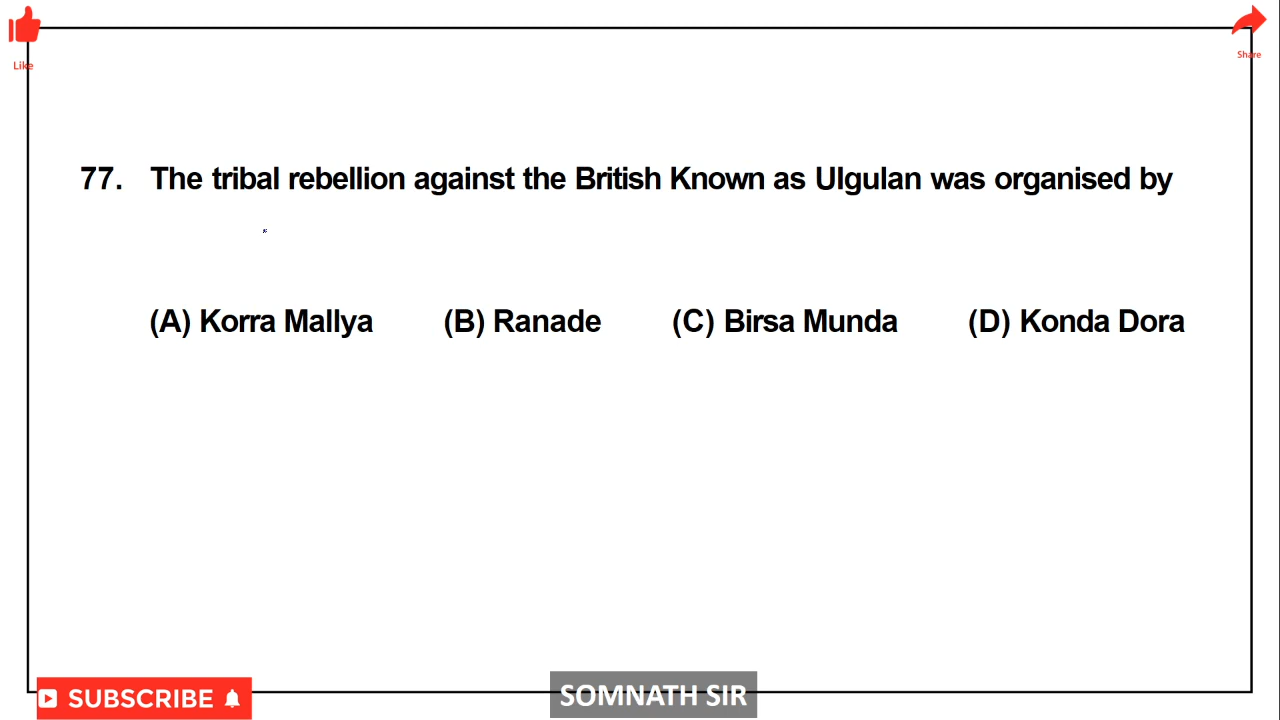 Like
Share
77. The tribal rebellion against the British Known as Ulgulan was organised by
(A) Korra Mallya (B) Ranade (C) Birsa Munda (D) Konda Dora
SUBSCRIBE
SOMNATH SIR